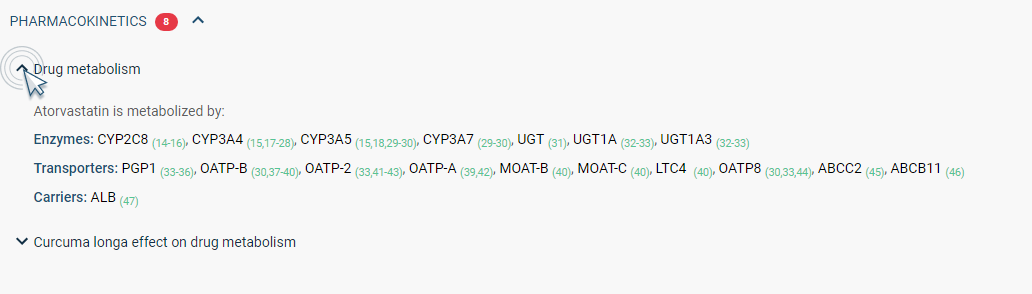 PHARMACOKINETICS 8
Drug metabolism
Atorvastatin is metabolized by:
Enzymes: CYP2C8 (14-16), CYP3A4 (15,17-28), CYP3A5 (15,18,29-30), CYP3A7 (29-30), UGT (31), UGT1A (32-33), UGT1A3 (32-33)
Transporters: PGP1 (33-36), OATP-B (30,37-40), OATP-2 (33,41-43), OATP-A (39,42), MOAT-B (40), MOAT-C (40), LTC4 (40), OATP8 (30,33,44), ABCC2 (45), ABCB11 (46)
Carriers: ALB (47)
Curcuma longa effect on drug metabolism